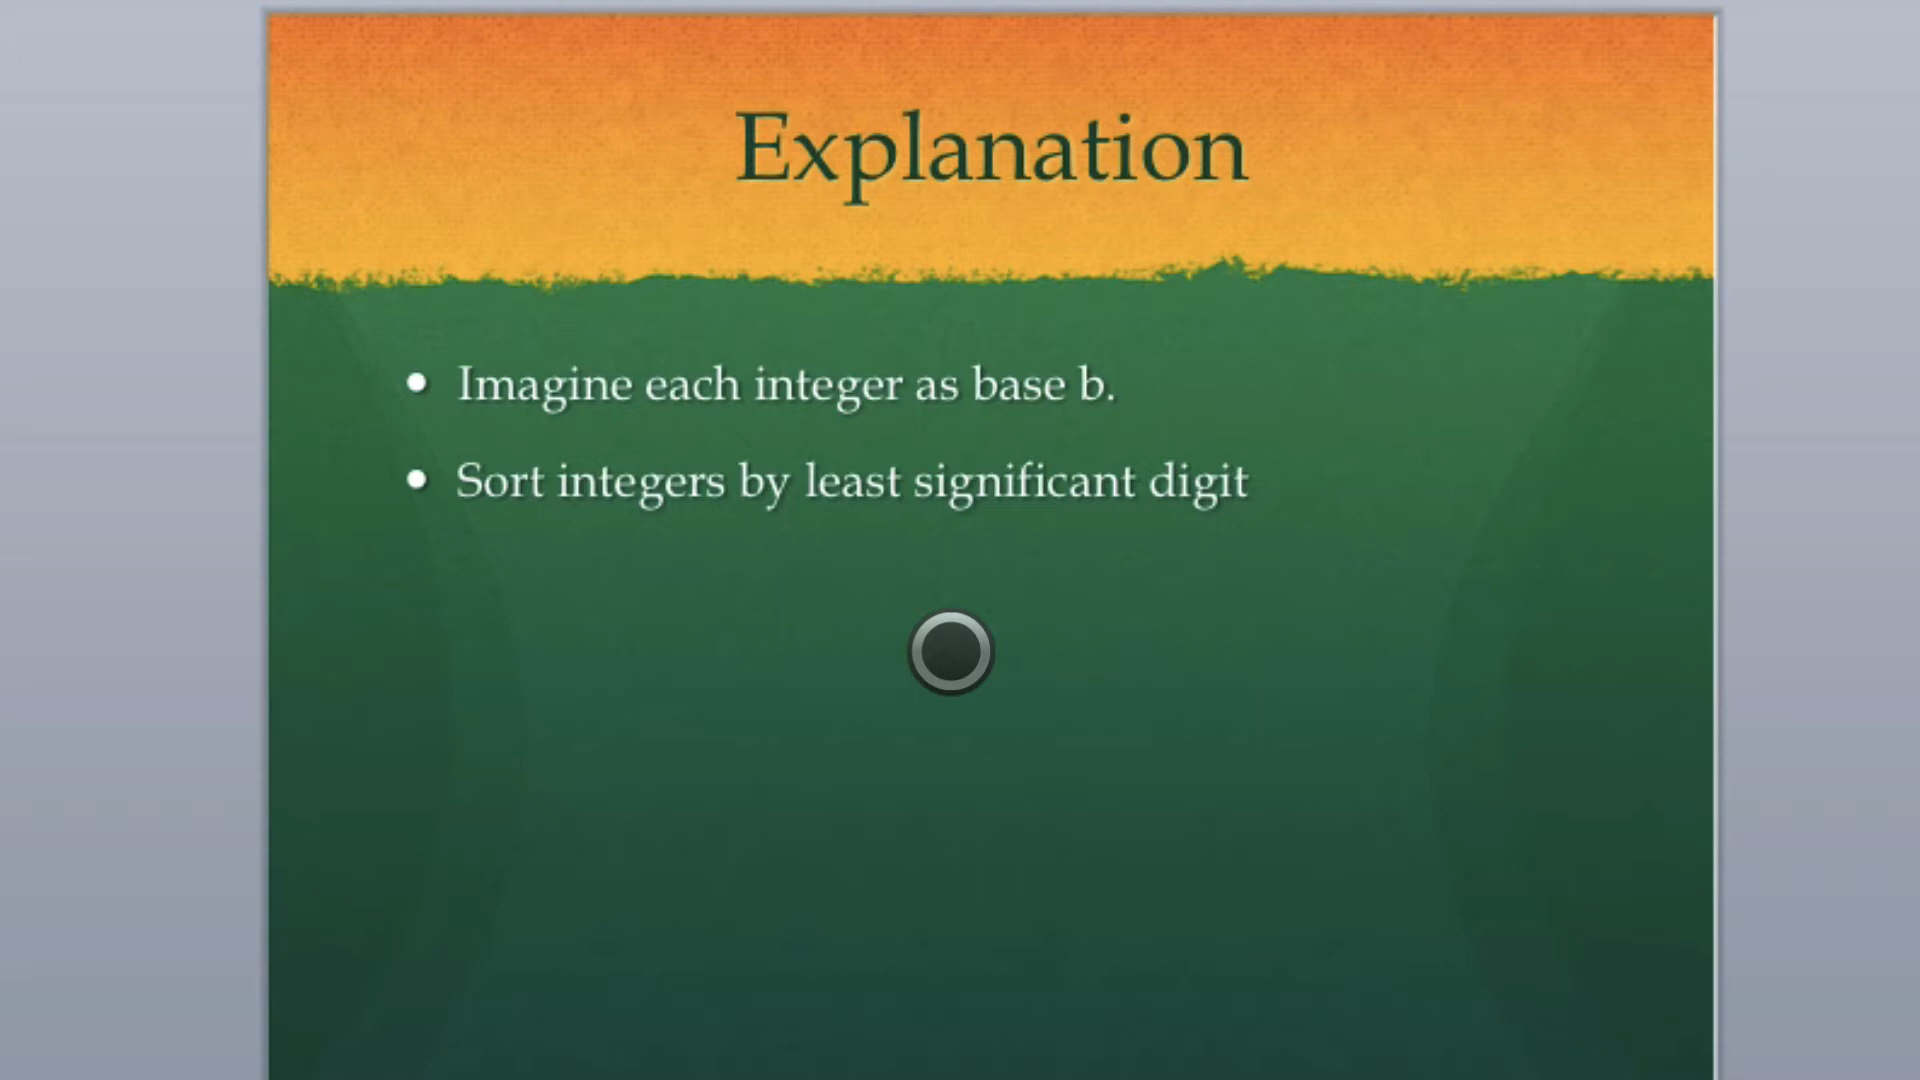 Explanation
Imagine each integer as base b.
Sort integers by least significant digit